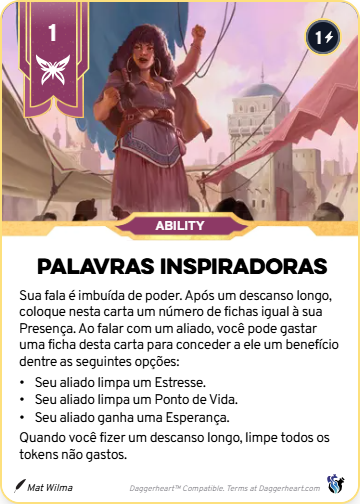 1
1
ABILITY
PALAVRAS INSPIRADORAS
Sua fala é imbuída de poder. Após um descanso longo,
coloque nesta carta um número de fichas igual à sua
Presença. Ao falar com um aliado, você pode gastar
uma ficha desta carta para conceder a ele um benefício
dentre as seguintes opções:
• Seu aliado limpa um Estresse.
• Seu aliado limpa um Ponto de Vida.
• Seu aliado ganha uma Esperança.
Quando você fizer um descanso longo, limpe todos os
tokens não gastos.
Mat Wilma
Daggerheart™ Compatible. Terms at Daggerheart.com